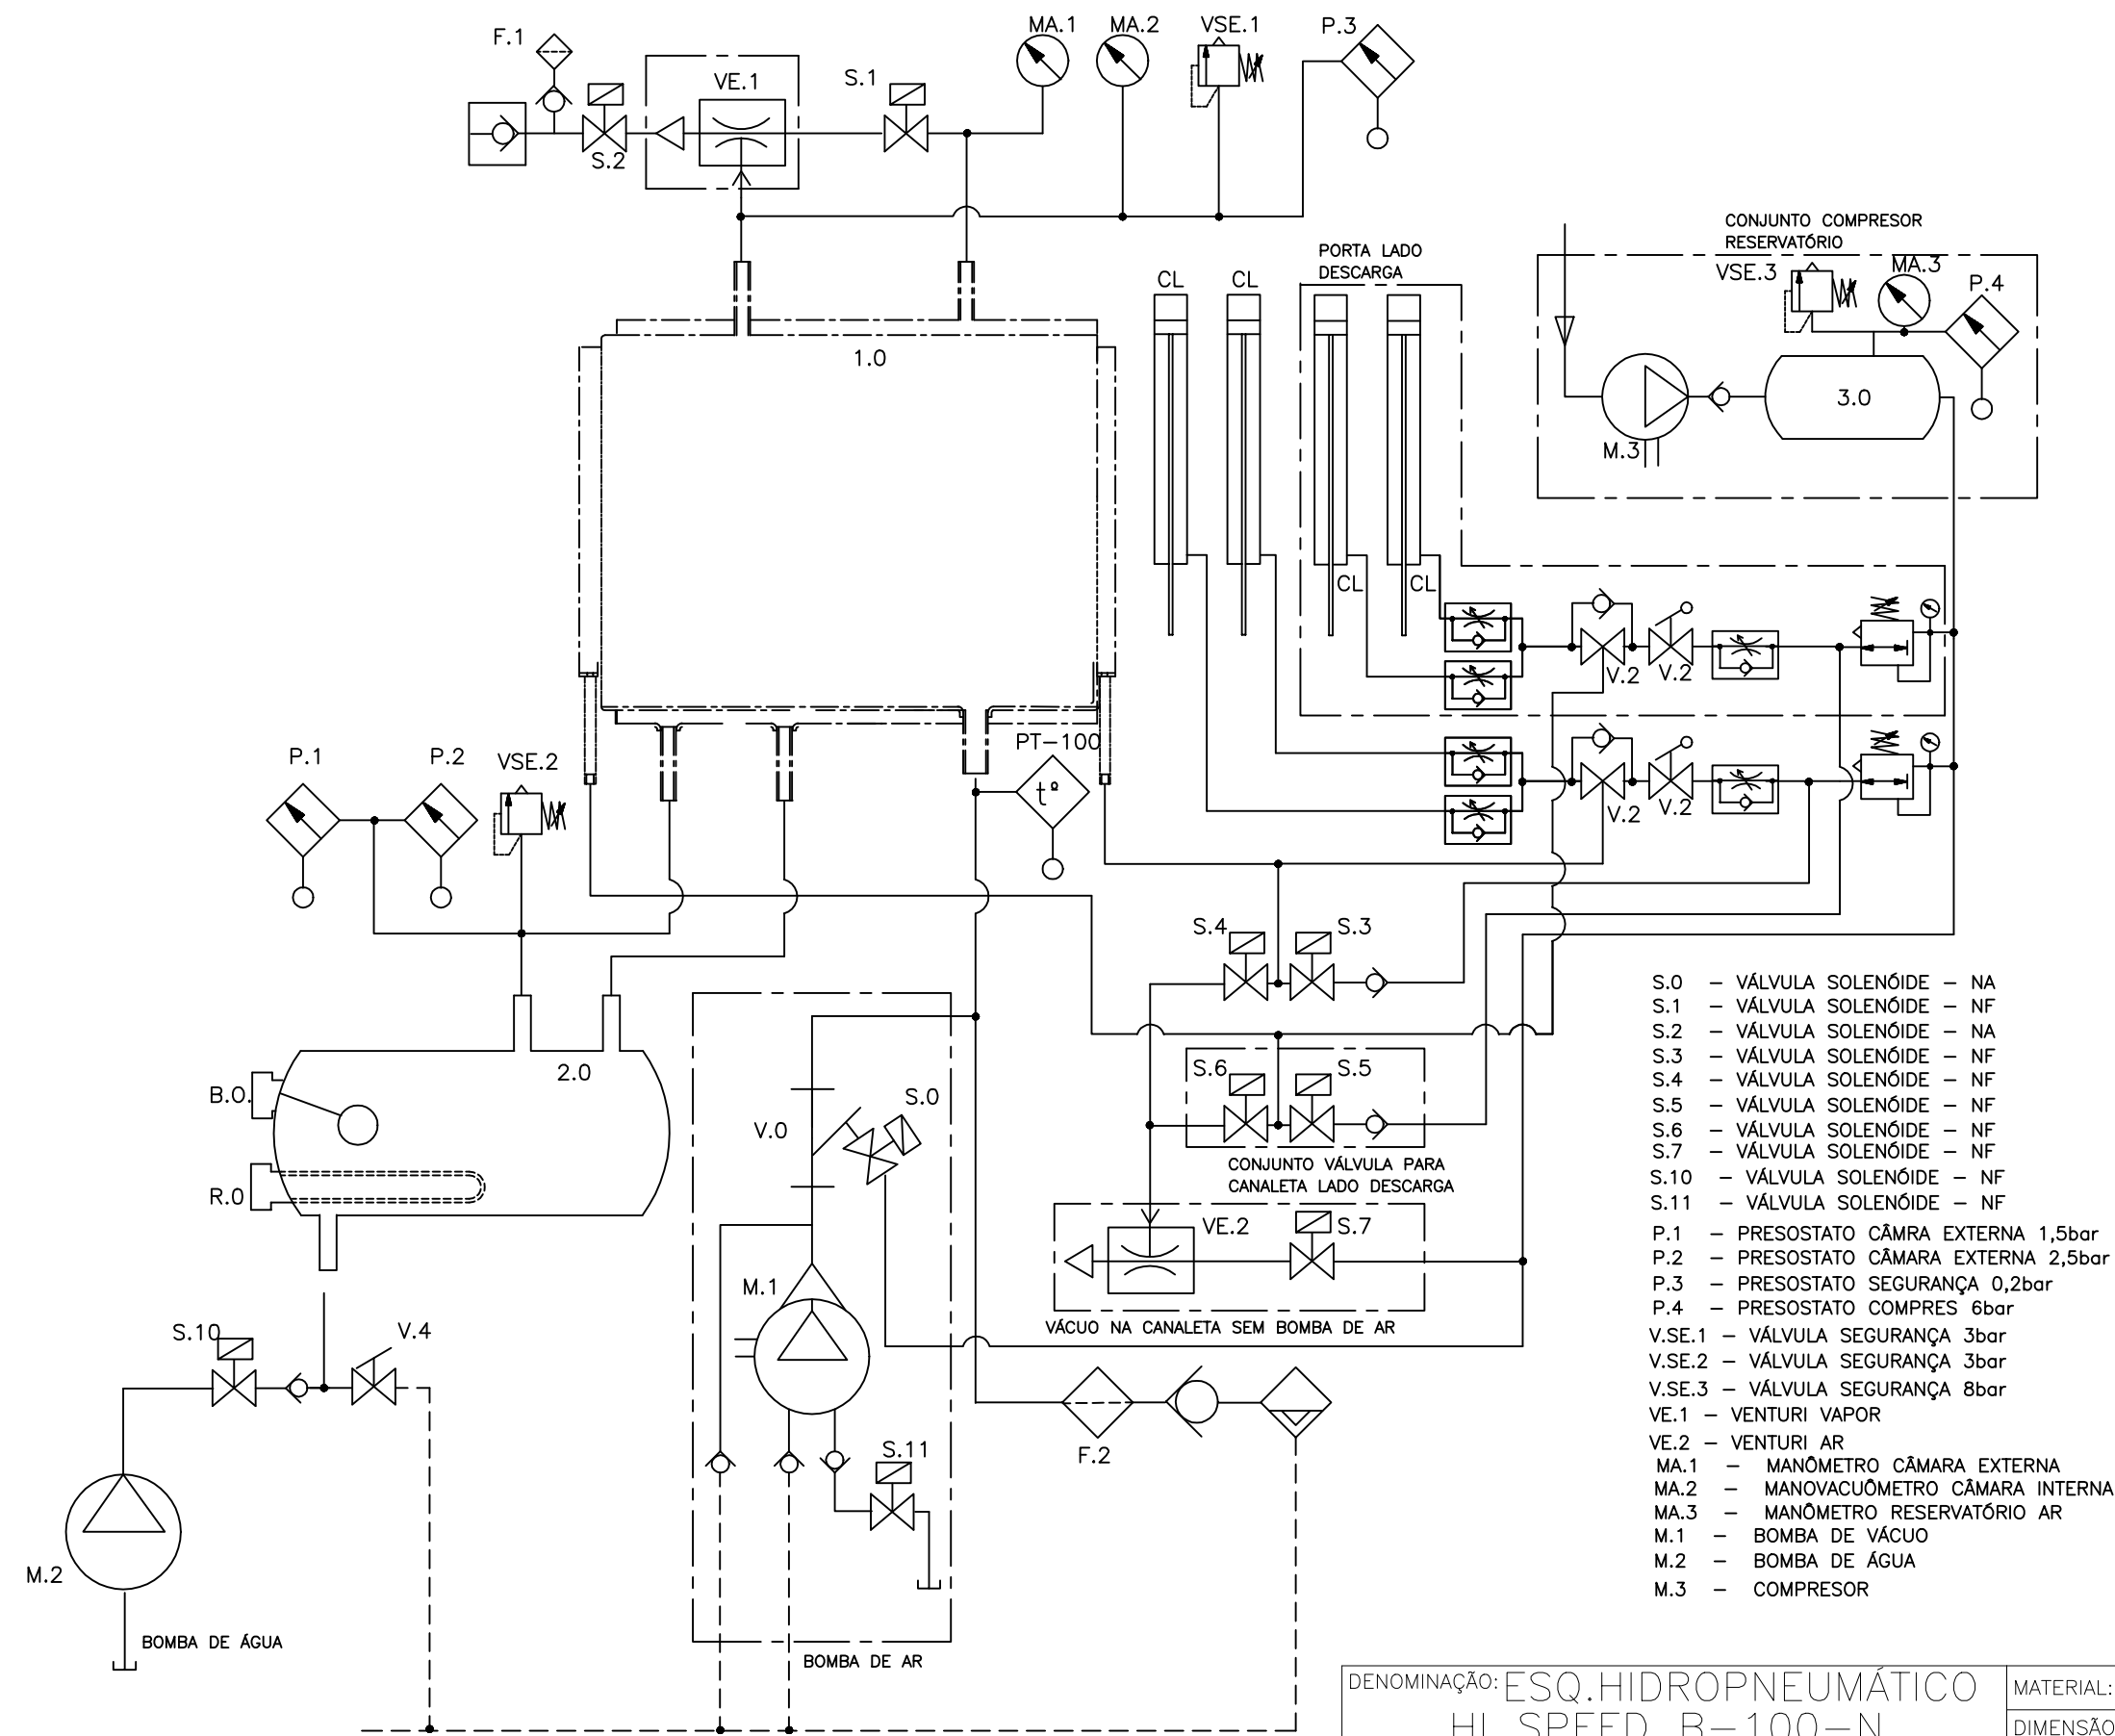 F.1
VE.1
S.1
S.2
MA.1
MA.2
VSE.1
P.3
CONJUNTO COMPRESOR
RESERVATÓRIO
VSE.3
MA.3
P.4
3.0
M.3
PORTA LADO
DESCARGA
CL
CL
CL
CL
1.0
V.2
V.2
V.2
V.2
PT-100
tº
P.1
P.2
VSE.2
S.4
S.3
2.0
B.O.
R.O
S.6
S.5
CONJUNTO VÁLVULA PARA
CANALETA LADO DESCARGA
V.0
S.0
VE.2
S.7
VÁCUO NA CANALETA SEM BOMBA DE AR
M.1
S.10
V.4
F.2
S.11
M.2
BOMBA DE ÁGUA
BOMBA DE AR
S.0 – VÁLVULA SOLENÓIDE – NA
S.1 – VÁLVULA SOLENÓIDE – NF
S.2 – VÁLVULA SOLENÓIDE – NA
S.3 – VÁLVULA SOLENÓIDE – NF
S.4 – VÁLVULA SOLENÓIDE – NF
S.5 – VÁLVULA SOLENÓIDE – NF
S.6 – VÁLVULA SOLENÓIDE – NF
S.7 – VÁLVULA SOLENÓIDE – NF
S.10 – VÁLVULA SOLENÓIDE – NF
S.11 – VÁLVULA SOLENÓIDE – NF
P.1 – PRESOSTATO CÂMRA EXTERNA 1,5bar
P.2 – PRESOSTATO CÂMARA EXTERNA 2,5bar
P.3 – PRESOSTATO SEGURANÇA 0,2bar
P.4 – PRESOSTATO COMPRES 6bar
V.SE.1 – VÁLVULA SEGURANÇA 3bar
V.SE.2 – VÁLVULA SEGURANÇA 3bar
V.SE.3 – VÁLVULA SEGURANÇA 8bar
VE.1 – VENTURI VAPOR
VE.2 – VENTURI AR
MA.1 – MANÔMETRO CÂMARA EXTERNA
MA.2 – MANOVACUÔMETRO CÂMARA INTERNA
MA.3 – MANÔMETRO RESERVATÓRIO AR
M.1 – BOMBA DE VÁCUO
M.2 – BOMBA DE ÁGUA
M.3 – COMPRESOR
DENOMINAÇÃO: ESQ.HIDROPNEUMÁTICO
HI SPEED B-100-N
MATERIAL:
DIMENSÃO